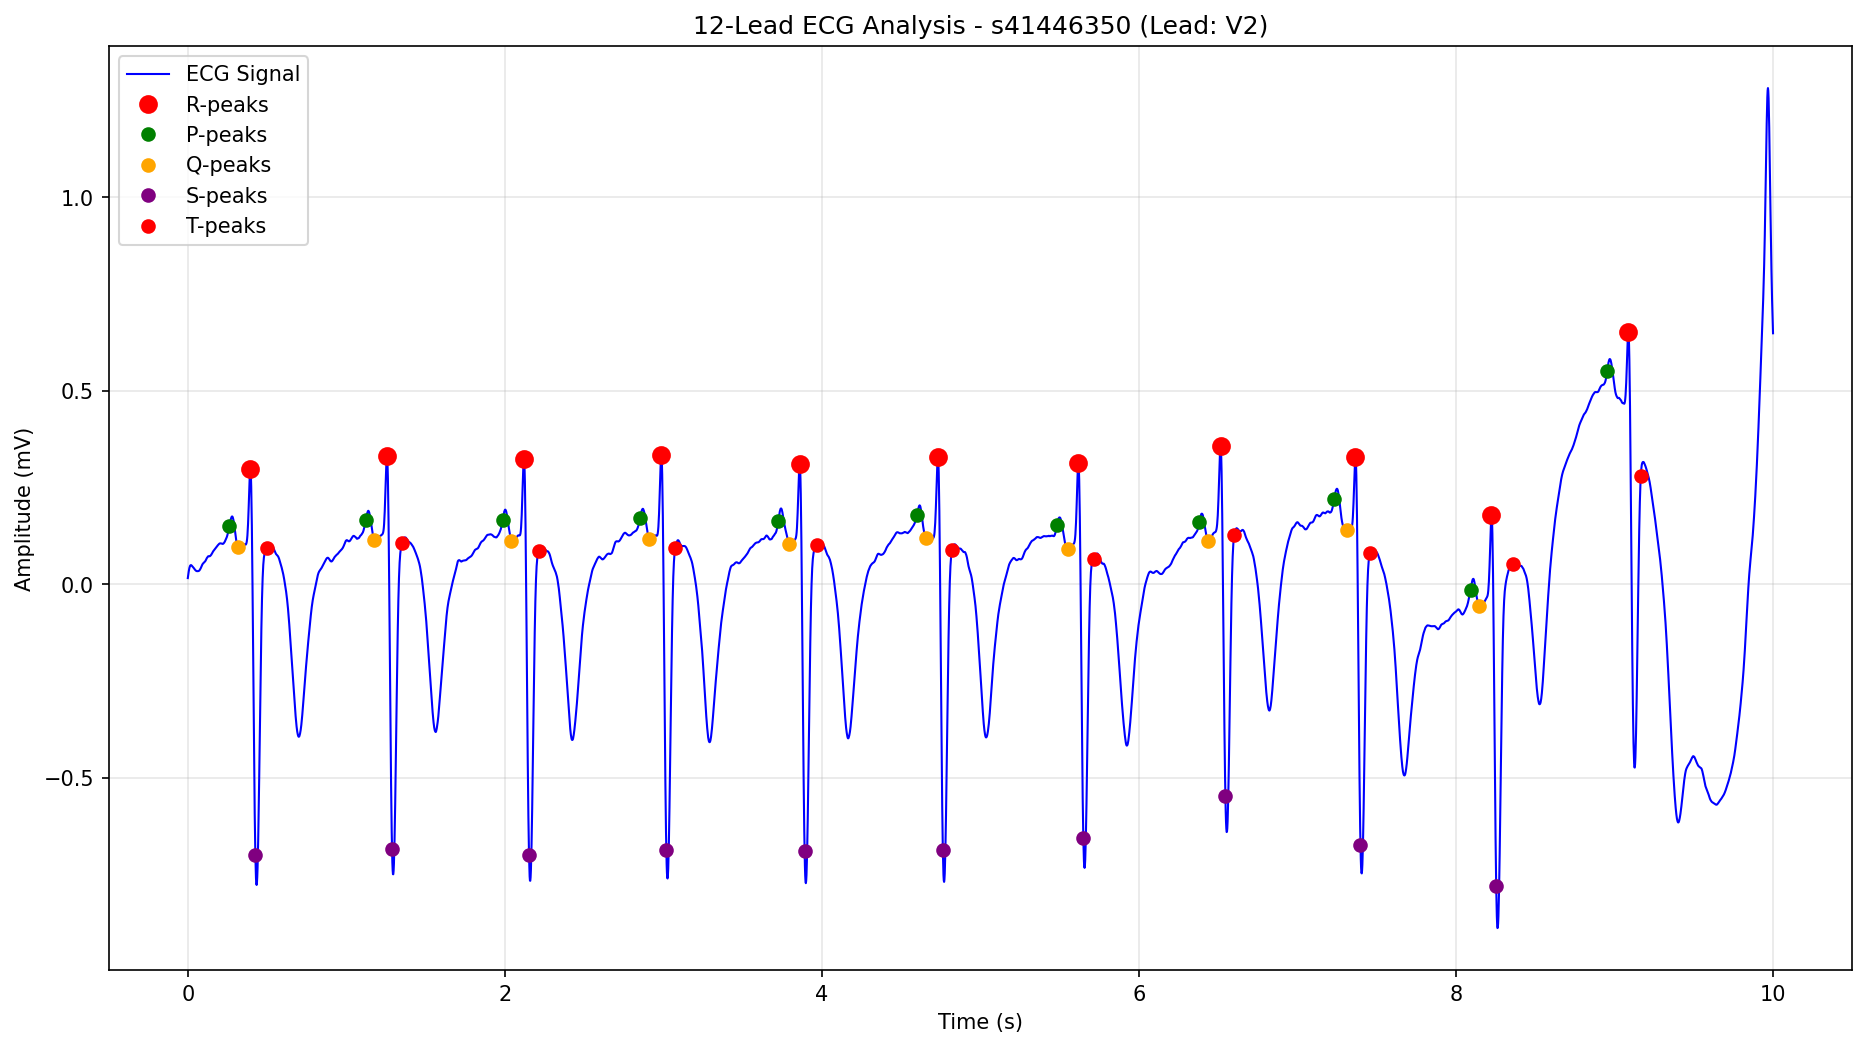 12-Lead ECG Analysis - s41446350 (Lead: V2)
ECG Signal
R-peaks
P-peaks
Q-peaks
S-peaks
T-peaks
Amplitude (mV)
1.0
0.5
0.0
−0.5
0 2 4 6 8 10
Time (s)